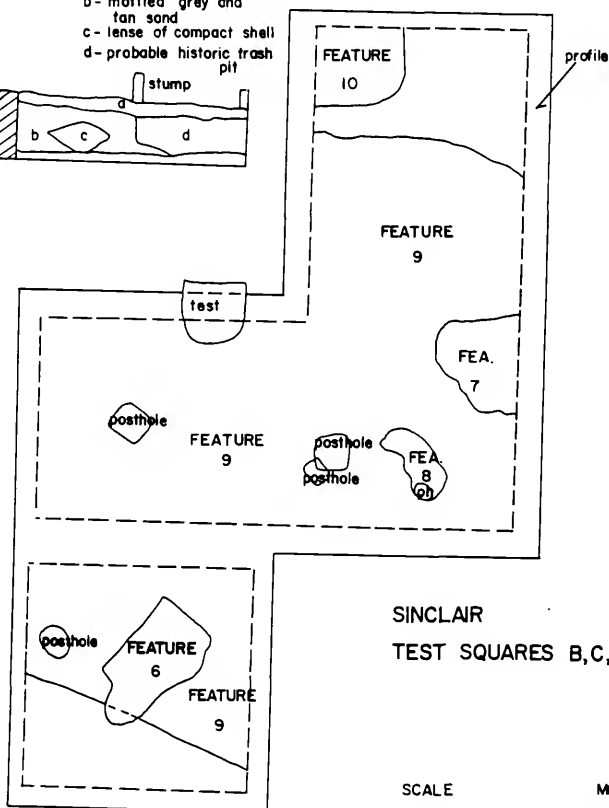 b- mottled grey and
tan sand
c- lense of compact shell
d- probable historic trash
pit
stump
d
b
c
d
profile
FEATURE
10
FEATURE
9
test
FEA.
7
posthole
FEATURE
9
posthole
posthole
FEA.
8
ph
posthole
FEATURE
6
FEATURE
9
SINCLAIR
TEST SQUARES B,C,
SCALE M